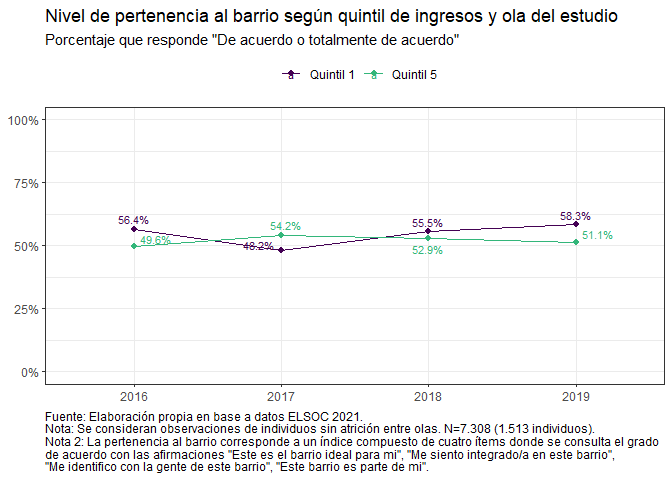 Nivel de pertenencia al barrio según quintil de ingresos y ola del estudio
Porcentaje que responde "De acuerdo o totalmente de acuerdo"
Quintil 1 Quintil 5
100%
75%
50%
25%
0%
56.4%
49.6%
48.2%
54.2%
55.5%
52.9%
58.3%
51.1%
2016 2017 2018 2019
Fuente: Elaboración propia en base a datos ELSOC 2021.
Nota: Se consideran observaciones de individuos sin atrición entre olas. N=7.308 (1.513 individuos).
Nota 2: La pertenencia al barrio corresponde a un índice compuesto de cuatro ítems donde se consulta el grado
de acuerdo con las afirmaciones "Este es el barrio ideal para mi", "Me siento integrado/a en este barrio",
"Me identifico con la gente de este barrio", "Este barrio es parte de mi".